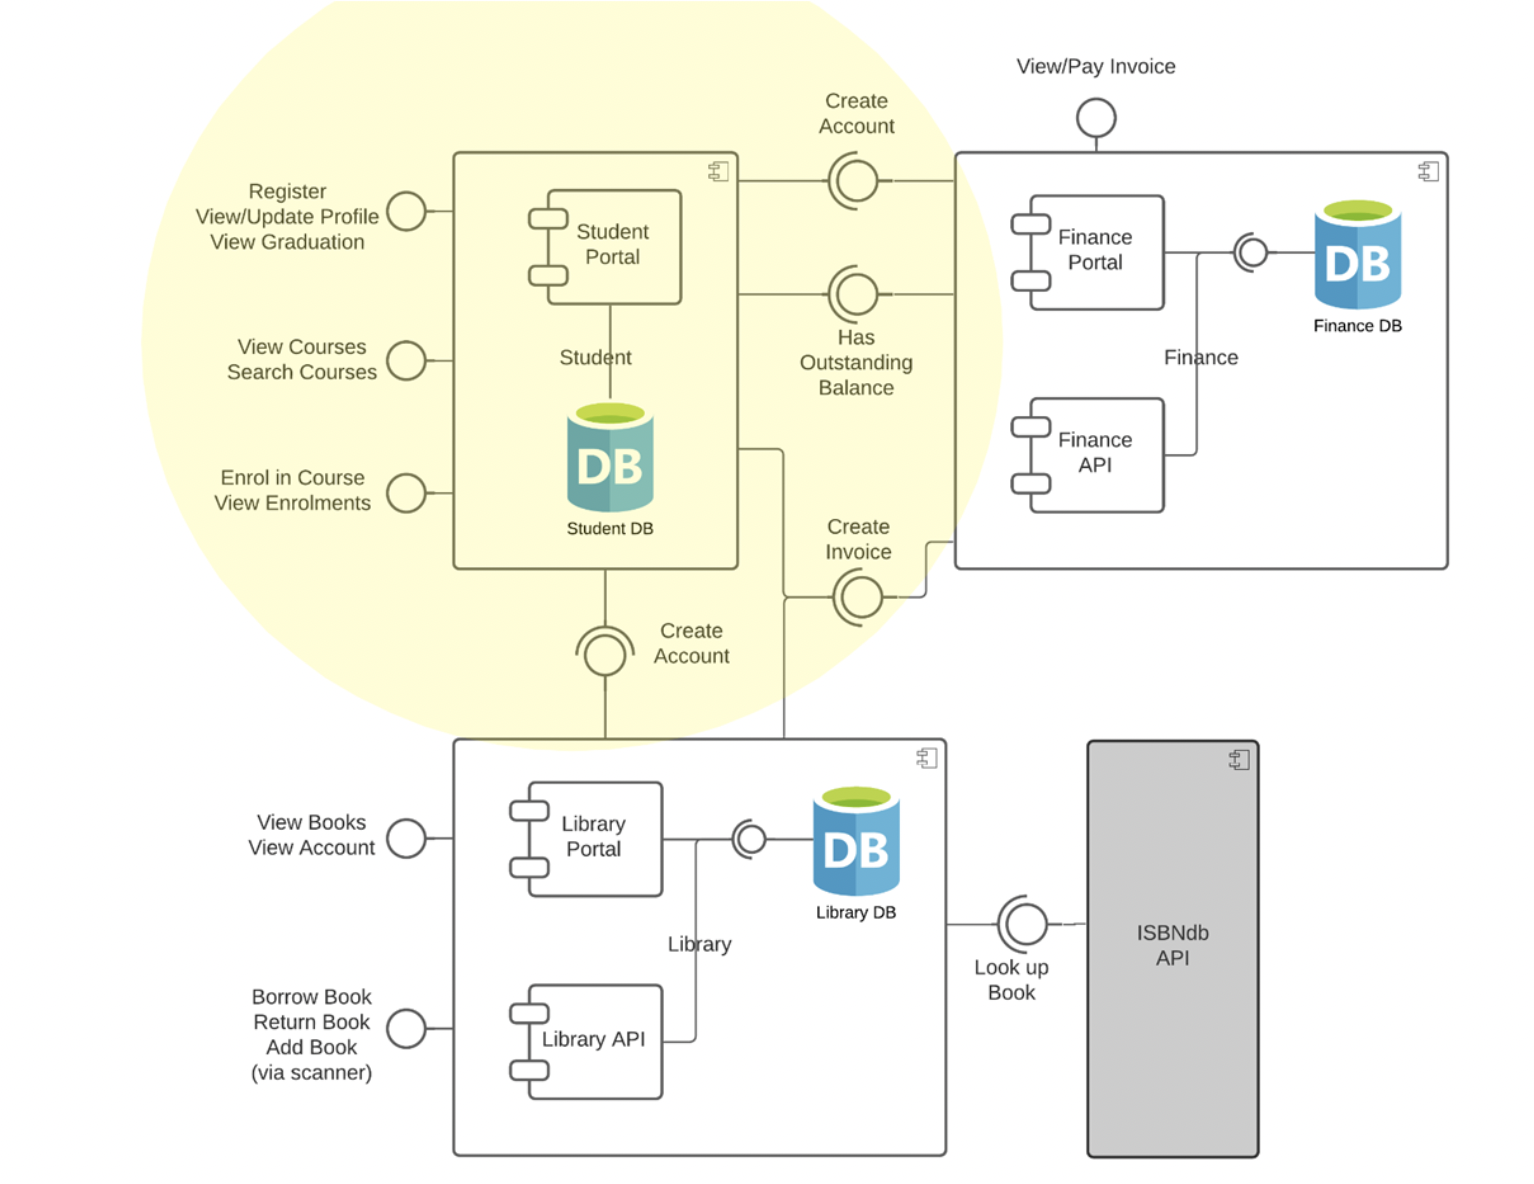 View/Pay Invoice
Create
Account
Register
View/Update Profile
View Graduation
Student
Portal
Finance
Portal
DB
Finance DB
Has
Outstanding
Balance
View Courses
Search Courses
Student
Finance
DB
Student DB
Finance
API
Enrol in Course
View Enrolments
Create
Invoice
Create
Account
View Books
View Account
Library
Portal
DB
Library DB
Library
Look up
Book
ISBNdb
API
Borrow Book
Return Book
Add Book
(via scanner)
Library API